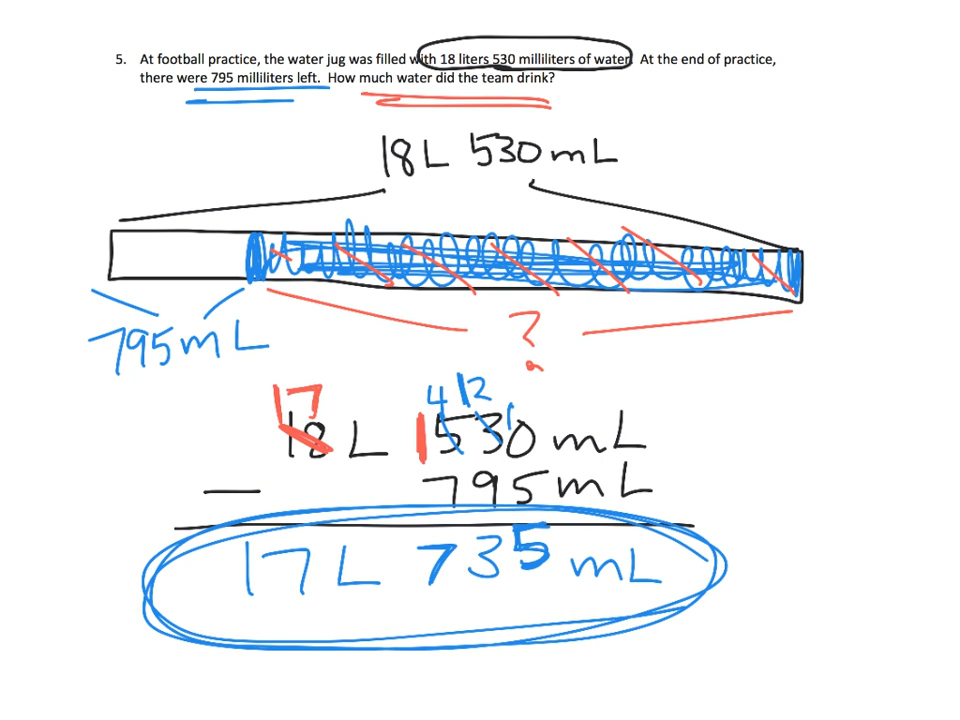 5. At football practice, the water jug was filled with 18 liters 530 milliliters of water. At the end of practice,
there were 795 milliliters left. How much water did the team drink?
18L 530mL
795mL
?
17 4 12
18 L 1530 mL
— 795mL
17L 735 mL